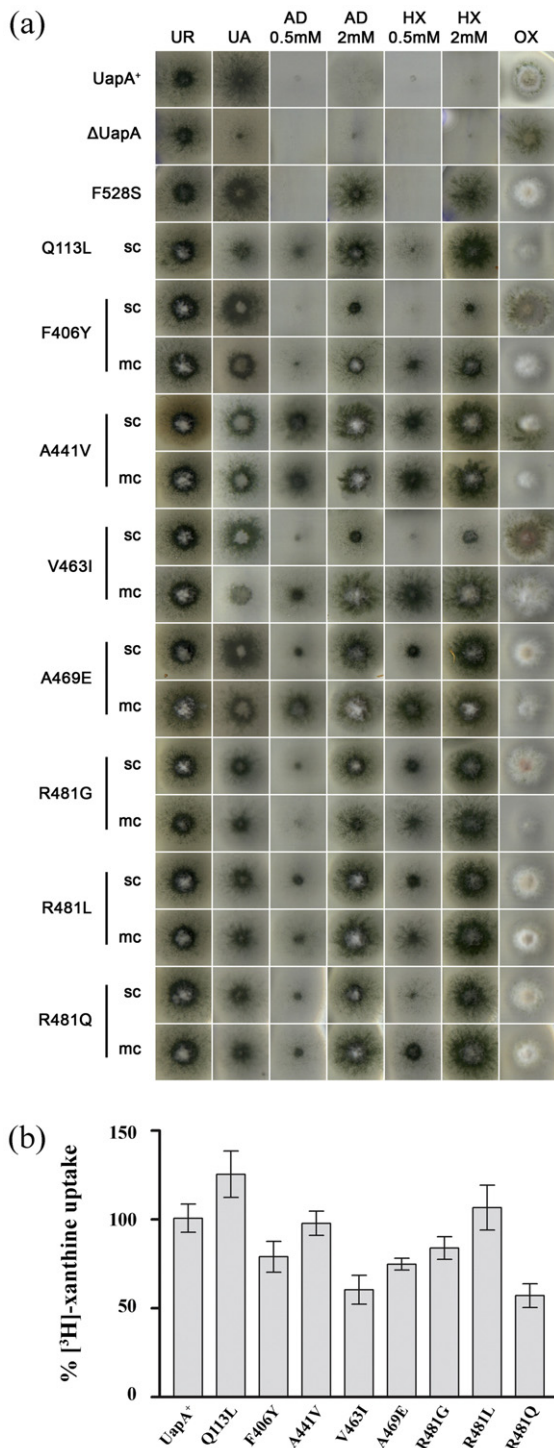 (a)
UR UA AD 0.5mM AD 2mM HX 0.5mM HX 2mM OX
UapA⁺
ΔUapA
F528S
Q113L sc
F406Y sc
mc
A441V sc
mc
V463I sc
mc
A469E sc
mc
R481G sc
mc
R481L sc
mc
R481Q sc
mc
(b)
% [³H]-xanthine uptake
150
100
50
0
UapA⁺ Q113L F406Y A441V V463I A469E R481G R481L R481Q